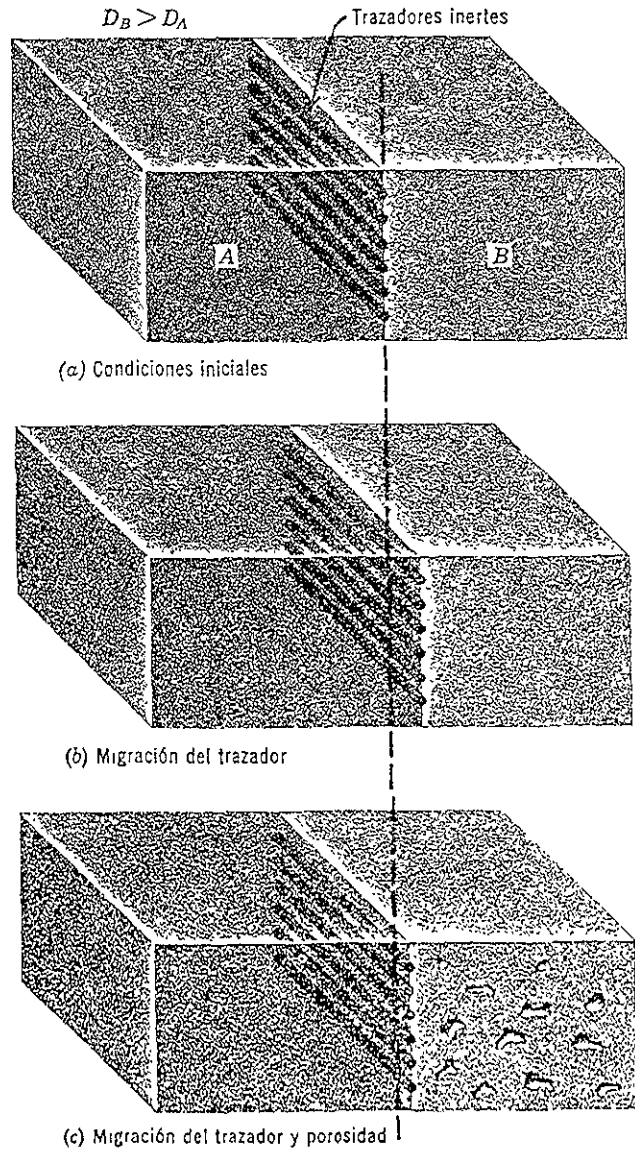 D_B > D_A
Trazadores inertes
A
B
(a) Condiciones iniciales
(b) Migración del trazador
(c) Migración del trazador y porosidad